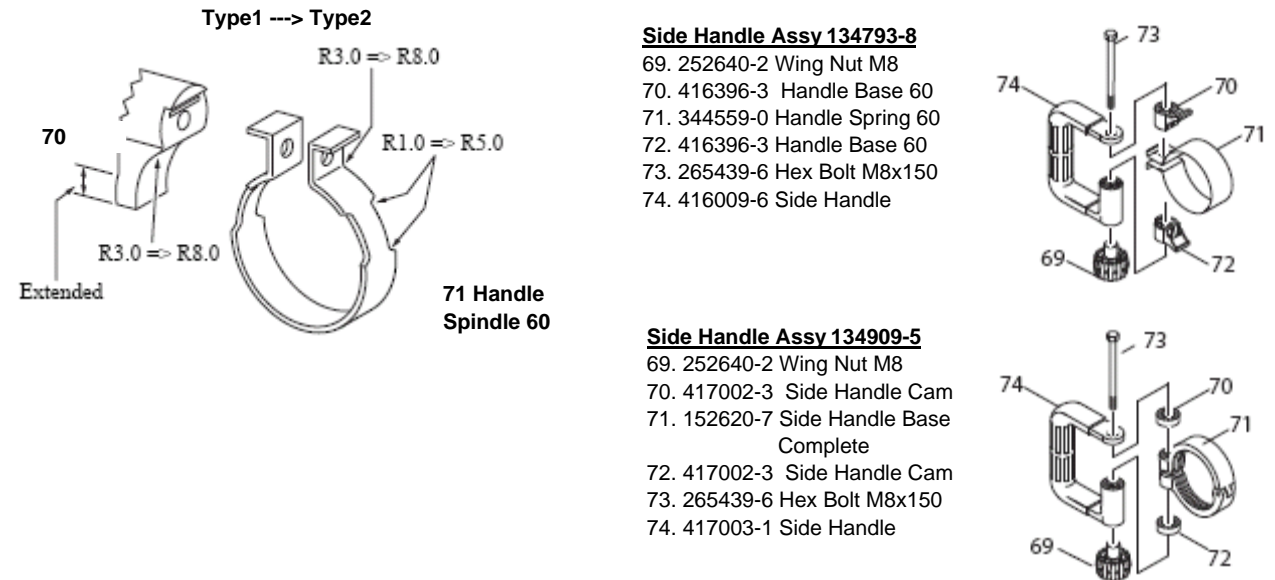 Type1 ---> Type2
R3.0 => R8.0
70
R1.0 => R5.0
R3.0 => R8.0
Extended
71 Handle
Spindle 60
Side Handle Assy 134793-8
69. 252640-2 Wing Nut M8
70. 416396-3 Handle Base 60
71. 344559-0 Handle Spring 60
72. 416396-3 Handle Base 60
73. 265439-6 Hex Bolt M8x150
74. 416009-6 Side Handle
73
74
70
71
69
72
Side Handle Assy 134909-5
69. 252640-2 Wing Nut M8
70. 417002-3 Side Handle Cam
71. 152620-7 Side Handle Base
Complete
72. 417002-3 Side Handle Cam
73. 265439-6 Hex Bolt M8x150
74. 417003-1 Side Handle
73
74
70
71
69
72